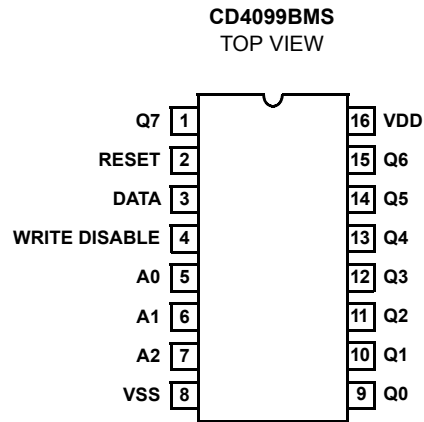 CD4099BMS
TOP VIEW
Q7 1 16 VDD
RESET 2 15 Q6
DATA 3 14 Q5
WRITE DISABLE 4 13 Q4
A0 5 12 Q3
A1 6 11 Q2
A2 7 10 Q1
VSS 8 9 Q0